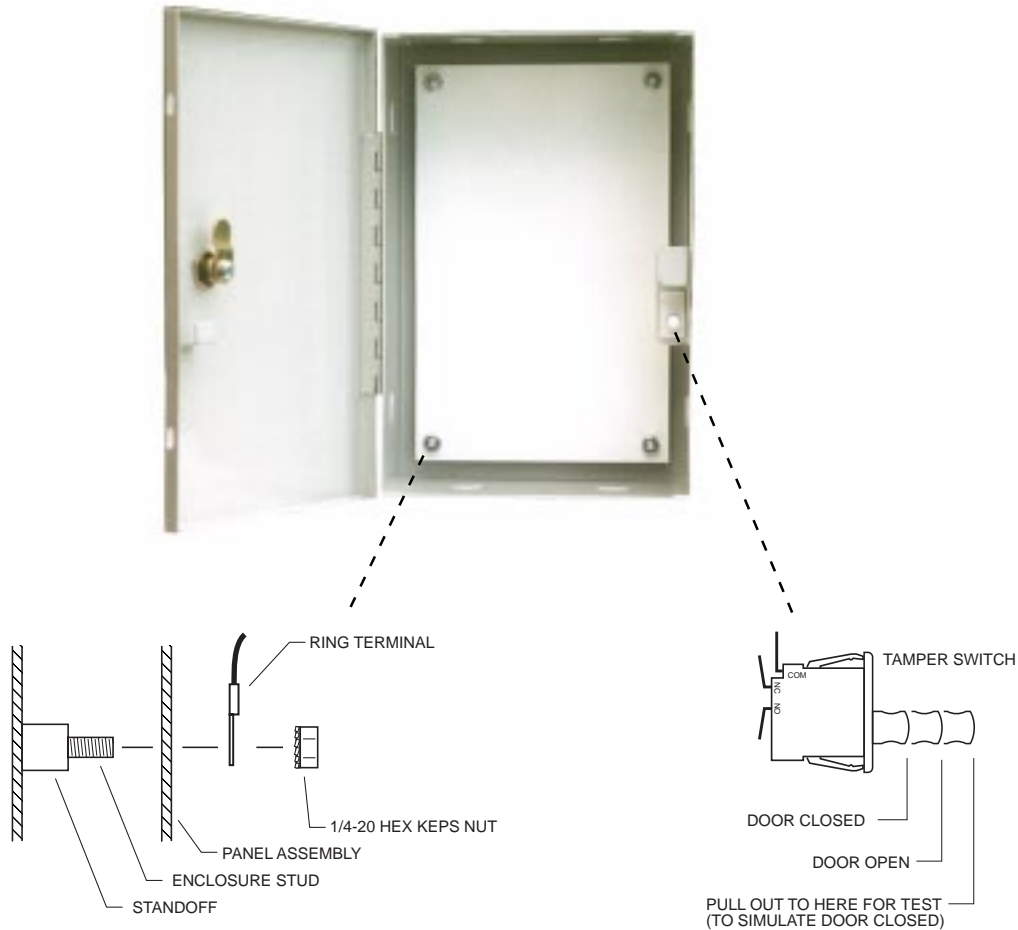 RING TERMINAL
1/4-20 HEX KEPS NUT
PANEL ASSEMBLY
ENCLOSURE STUD
STANDOFF
TAMPER SWITCH
COM
NC
NO
DOOR CLOSED
DOOR OPEN
PULL OUT TO HERE FOR TEST
(TO SIMULATE DOOR CLOSED)